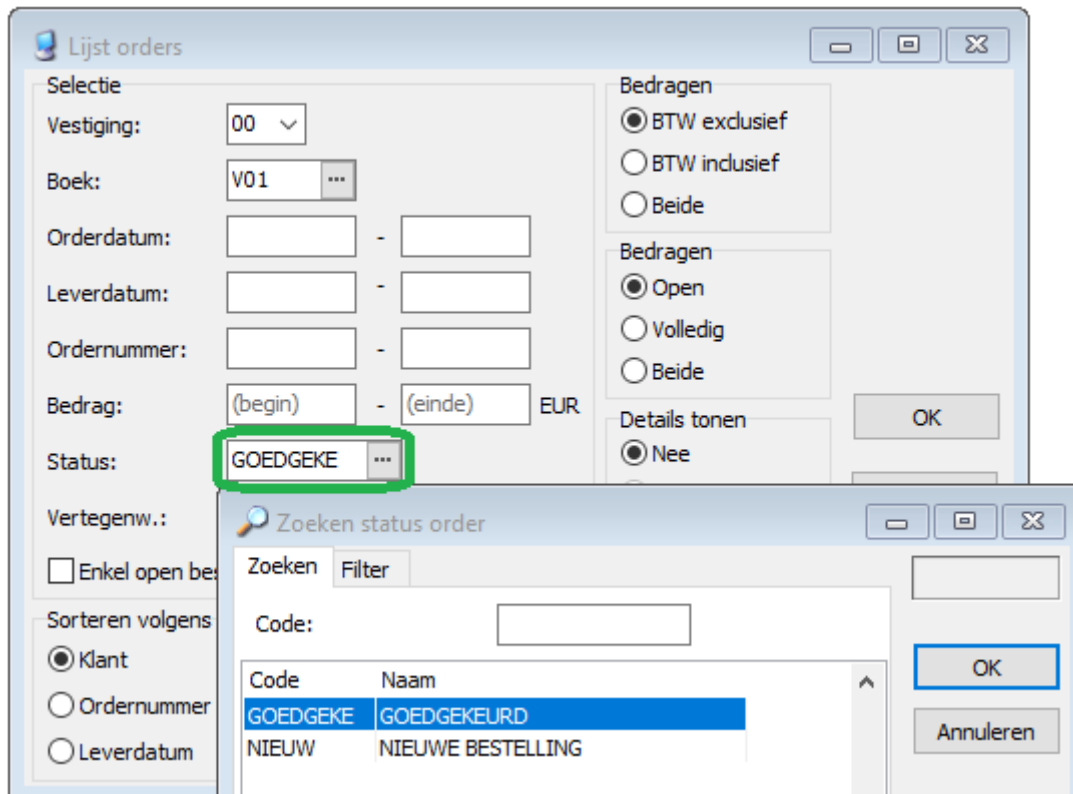 Lijst orders
Selectie
Vestiging: 00
Boek: V01 ...
Orderdatum: -
Leverdatum: -
Ordernummer: -
Bedrag: (begin) - (einde) EUR
Status: GOEDGEKE ...
Vertegenw.:
Enkel open bes
Sorteren volgens
Klant
Ordernummer
Leverdatum
Bedragen
BTW exclusief
BTW inclusief
Beide
Bedragen
Open
Volledig
Beide
Details tonen
Nee
OK
Zoeken status order
Zoeken Filter
Code:
Code Naam
GOEDGEKE GOEDGEKEURD
NIEUW NIEUWE BESTELLING
OK
Annuleren